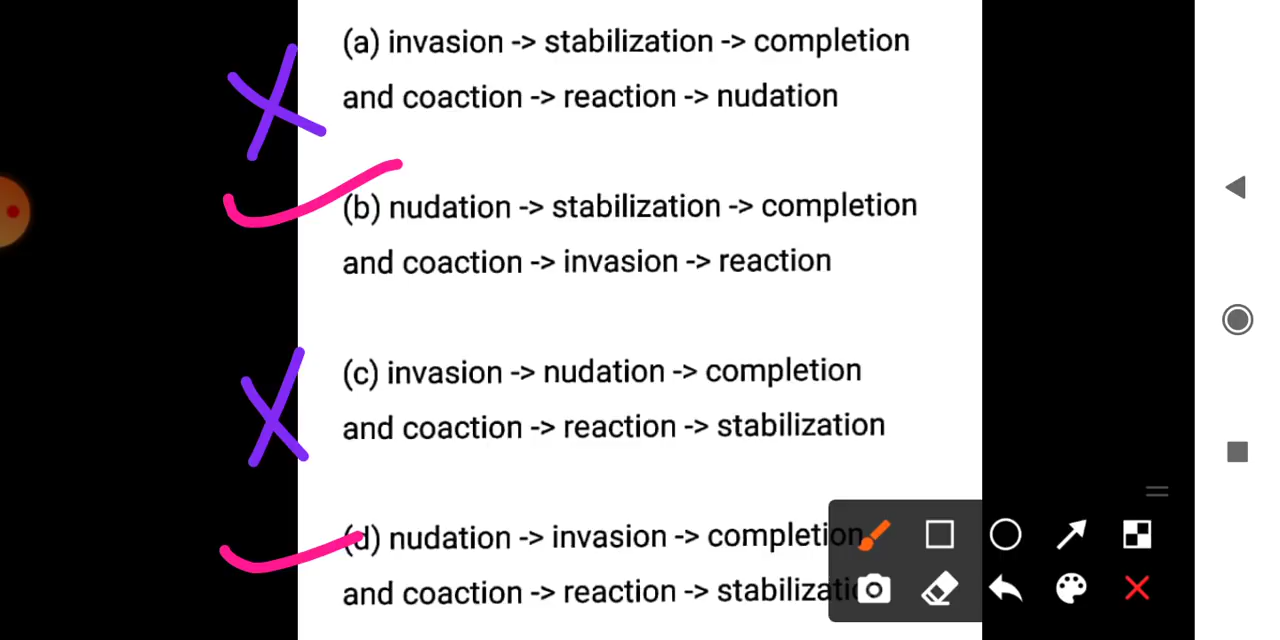 (a) invasion -> stabilization -> completion
and coaction -> reaction -> nudation
(b) nudation -> stabilization -> completion
and coaction -> invasion -> reaction
(c) invasion -> nudation -> completion
and coaction -> reaction -> stabilization
(d) nudation -> invasion -> completion
and coaction -> reaction ->